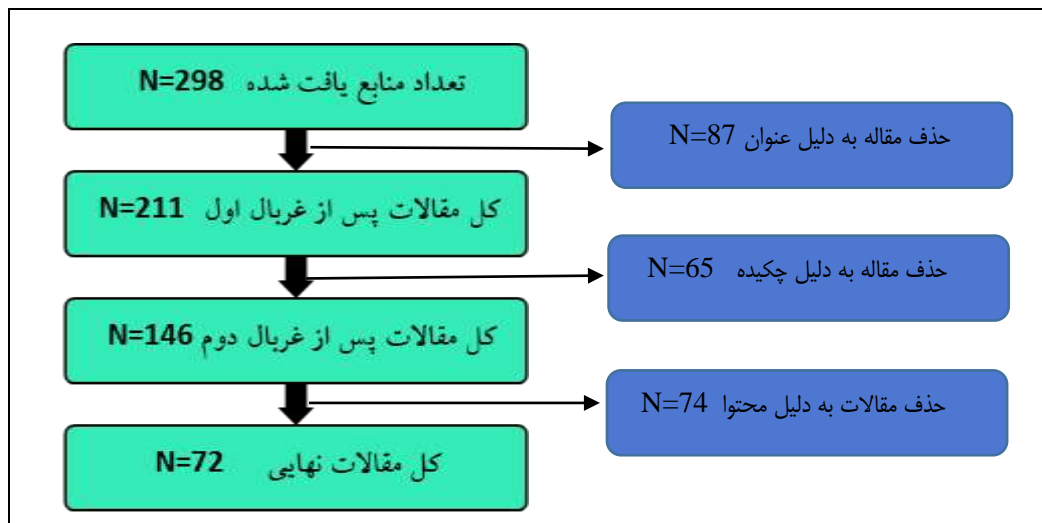 تعداد منابع یافت شده N=298
حذف مقاله به دلیل عنوان N=87
کل مقالات پس از غربال اول N=211
حذف مقاله به دلیل چکیده N=65
کل مقالات پس از غربال دوم N=146
حذف مقالات به دلیل محتوا N=74
کل مقالات نهایی N=72